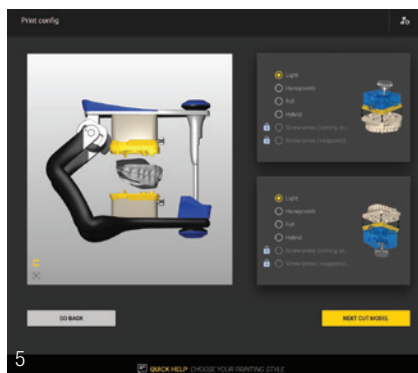 Print config
Light
Honeycomb
Full
Hybrid
Light
Honeycomb
Full
Hybrid
GO BACK
NEXT CUT MODEL
5
QUICK HELP CHOOSE YOUR PRINTING STYLE